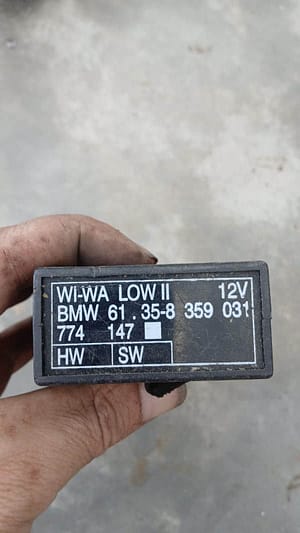 WI-WA LOW II 12V
BMW 61 . 35-8 359 031
774 147
HW SW